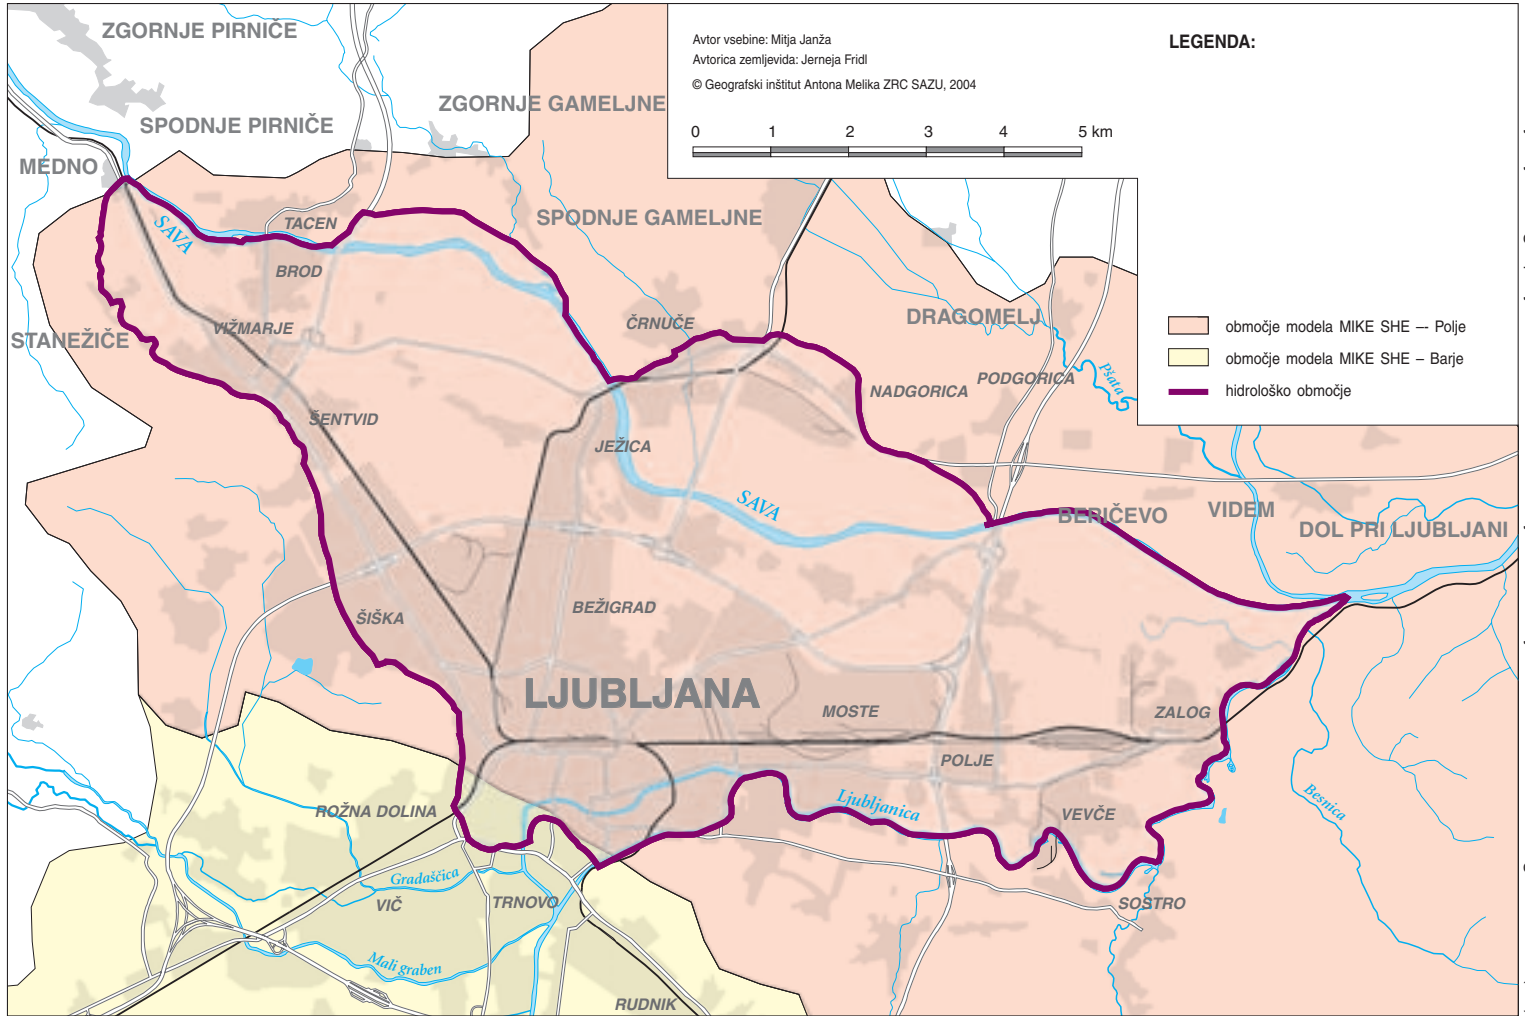 ZGORNJE PIRNIČE
Avtor vsebine: Mitja Janža
Avtorica zemljevida: Jerneja Fridl
© Geografski inštitut Antona Melika ZRC SAZU, 2004
LEGENDA:
ZGORNJE GAMELJNE
SPODNJE PIRNIČE
0 1 2 3 4 5 km
MEDNO
SPODNJE GAMELJNE
TACEN
SAVA
BROD
VIŽMARJE
STANEŽIČE
ČRNUČE
DRAGOMELJ
območje modela MIKE SHE –- Polje
območje modela MIKE SHE – Barje
hidrološko območje
NADGORICA
PODGORICA
Pšata
ŠENTVID
JEŽICA
SAVA
BERIČEVO
VIDEM
DOL PRI LJUBLJANI
ŠIŠKA
BEŽIGRAD
LJUBLJANA
MOSTE
ZALOG
POLJE
Besnica
ROŽNA DOLINA
Ljubljanica
VEVČE
Gradaščica
VIČ
TRNOVO
SOSTRO
Mali graben
RUDNIK